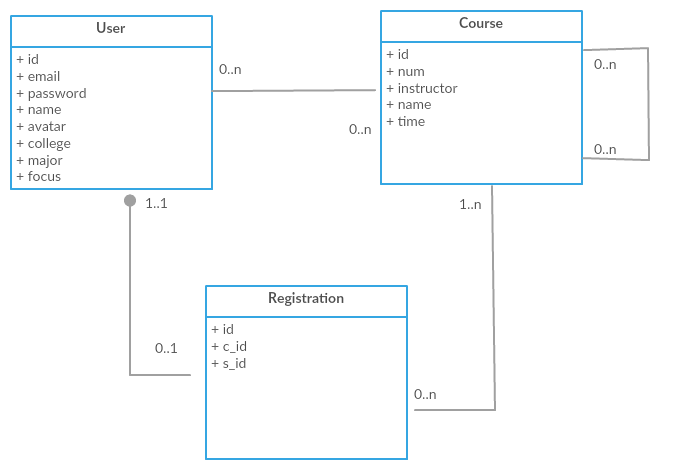 User
+ id
+ email
+ password
+ name
+ avatar
+ college
+ major
+ focus
0..n
0..n
Course
+ id
+ num
+ instructor
+ name
+ time
0..n
0..n
1..1
0..1
1..n
0..n
Registration
+ id
+ c_id
+ s_id